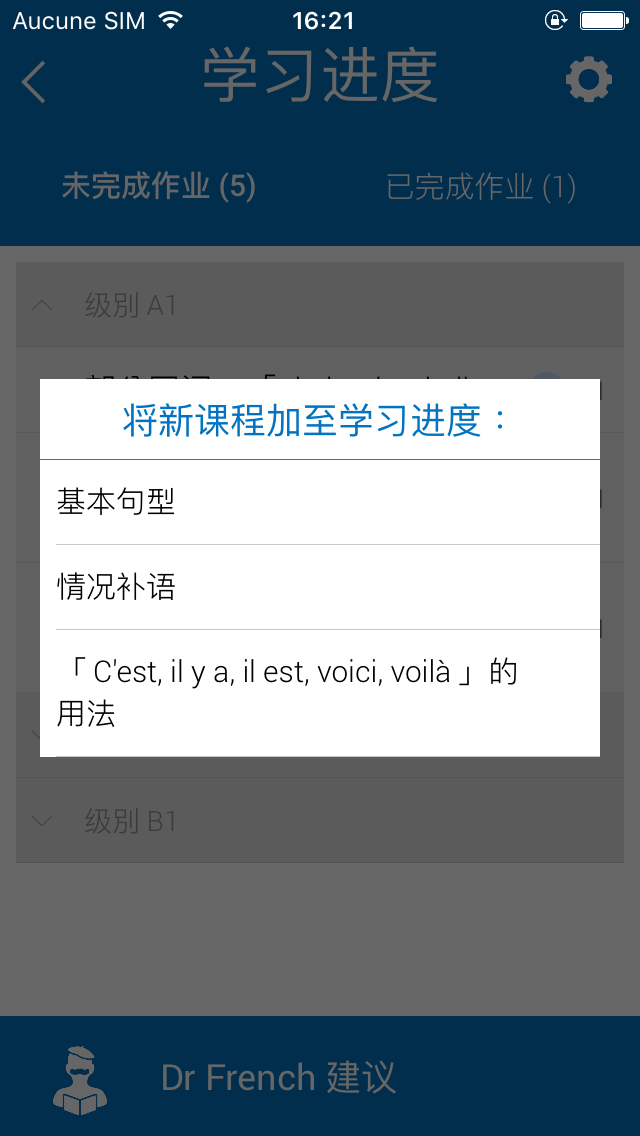 Aucune SIM 16:21
学习进度
未完成作业 (5) 已完成作业 (1)
级别 A1
将新课程加至学习进度：
基本句型
情况补语
「 C'est, il y a, il est, voici, voilà 」的
用法
级别 B1
Dr French 建议